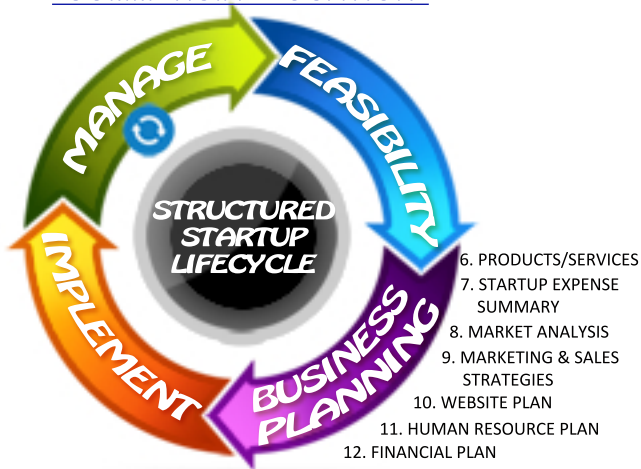 MANAGE
FEASIBILITY
STRUCTURED
STARTUP
LIFECYCLE
IMPLEMENT
BUSINESS
PLANNING
6. PRODUCTS/SERVICES
7. STARTUP EXPENSE
SUMMARY
8. MARKET ANALYSIS
9. MARKETING & SALES
STRATEGIES
10. WEBSITE PLAN
11. HUMAN RESOURCE PLAN
12. FINANCIAL PLAN